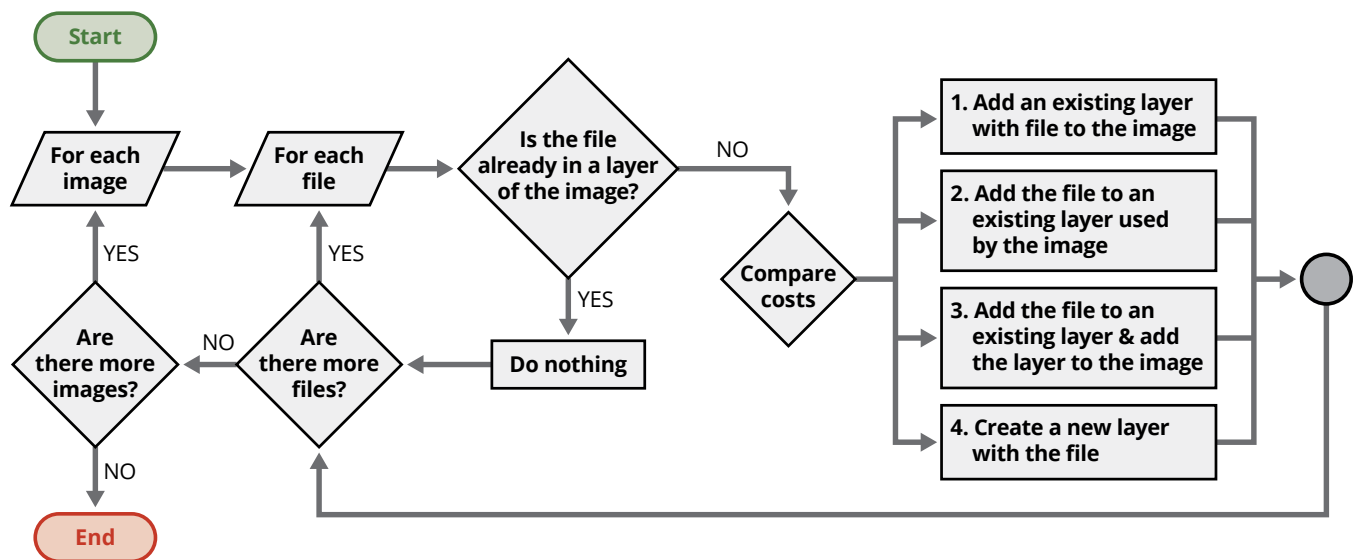 Start
For each
image
For each
file
Is the file
already in a layer
of the image?
NO
YES
Do nothing
Compare
costs
1. Add an existing layer
with file to the image
2. Add the file to an
existing layer used
by the image
3. Add the file to an
existing layer & add
the layer to the image
4. Create a new layer
with the file
YES
Are
there more
files?
NO
YES
Are
there more
images?
NO
End